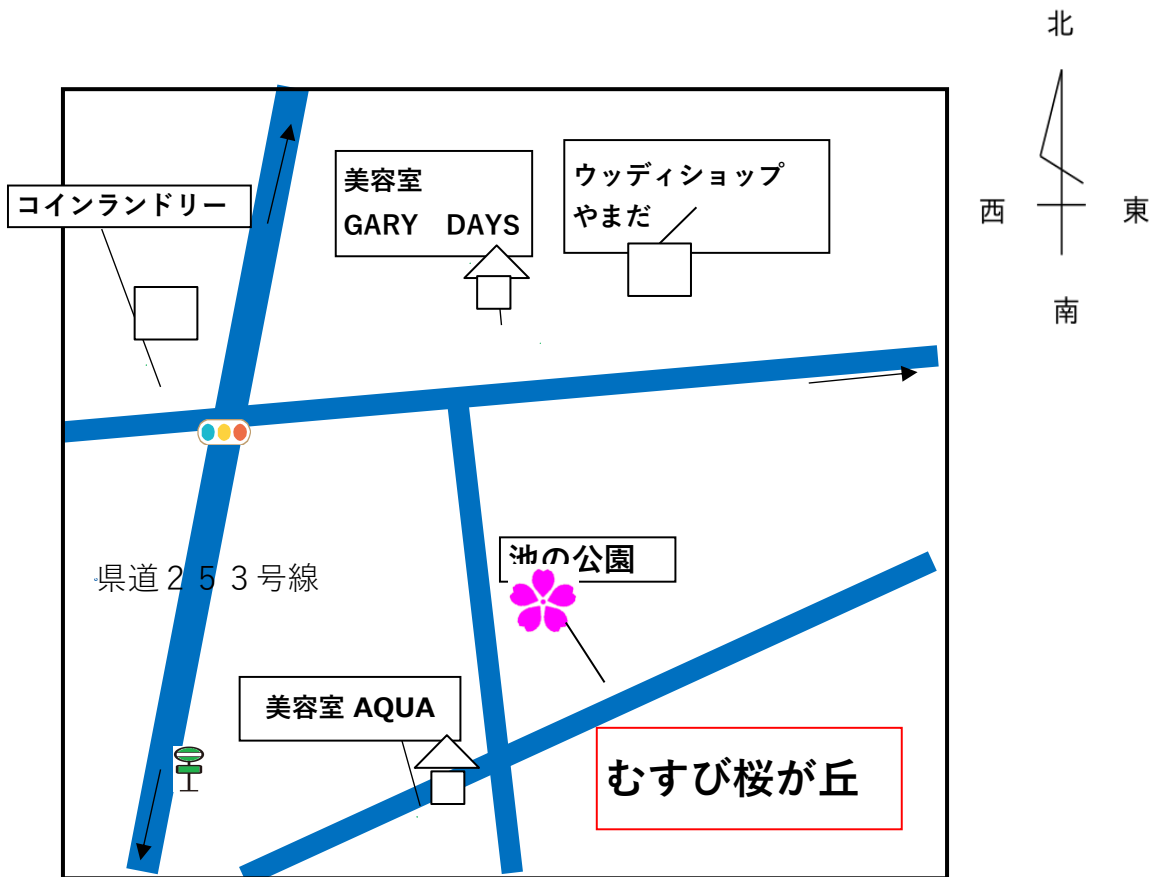 北
西
東
南
コインランドリー
美容室
GARY　DAYS
ウッディショップ
やまだ
県道２５３号線
池の公園
美容室 AQUA
むすび桜が丘